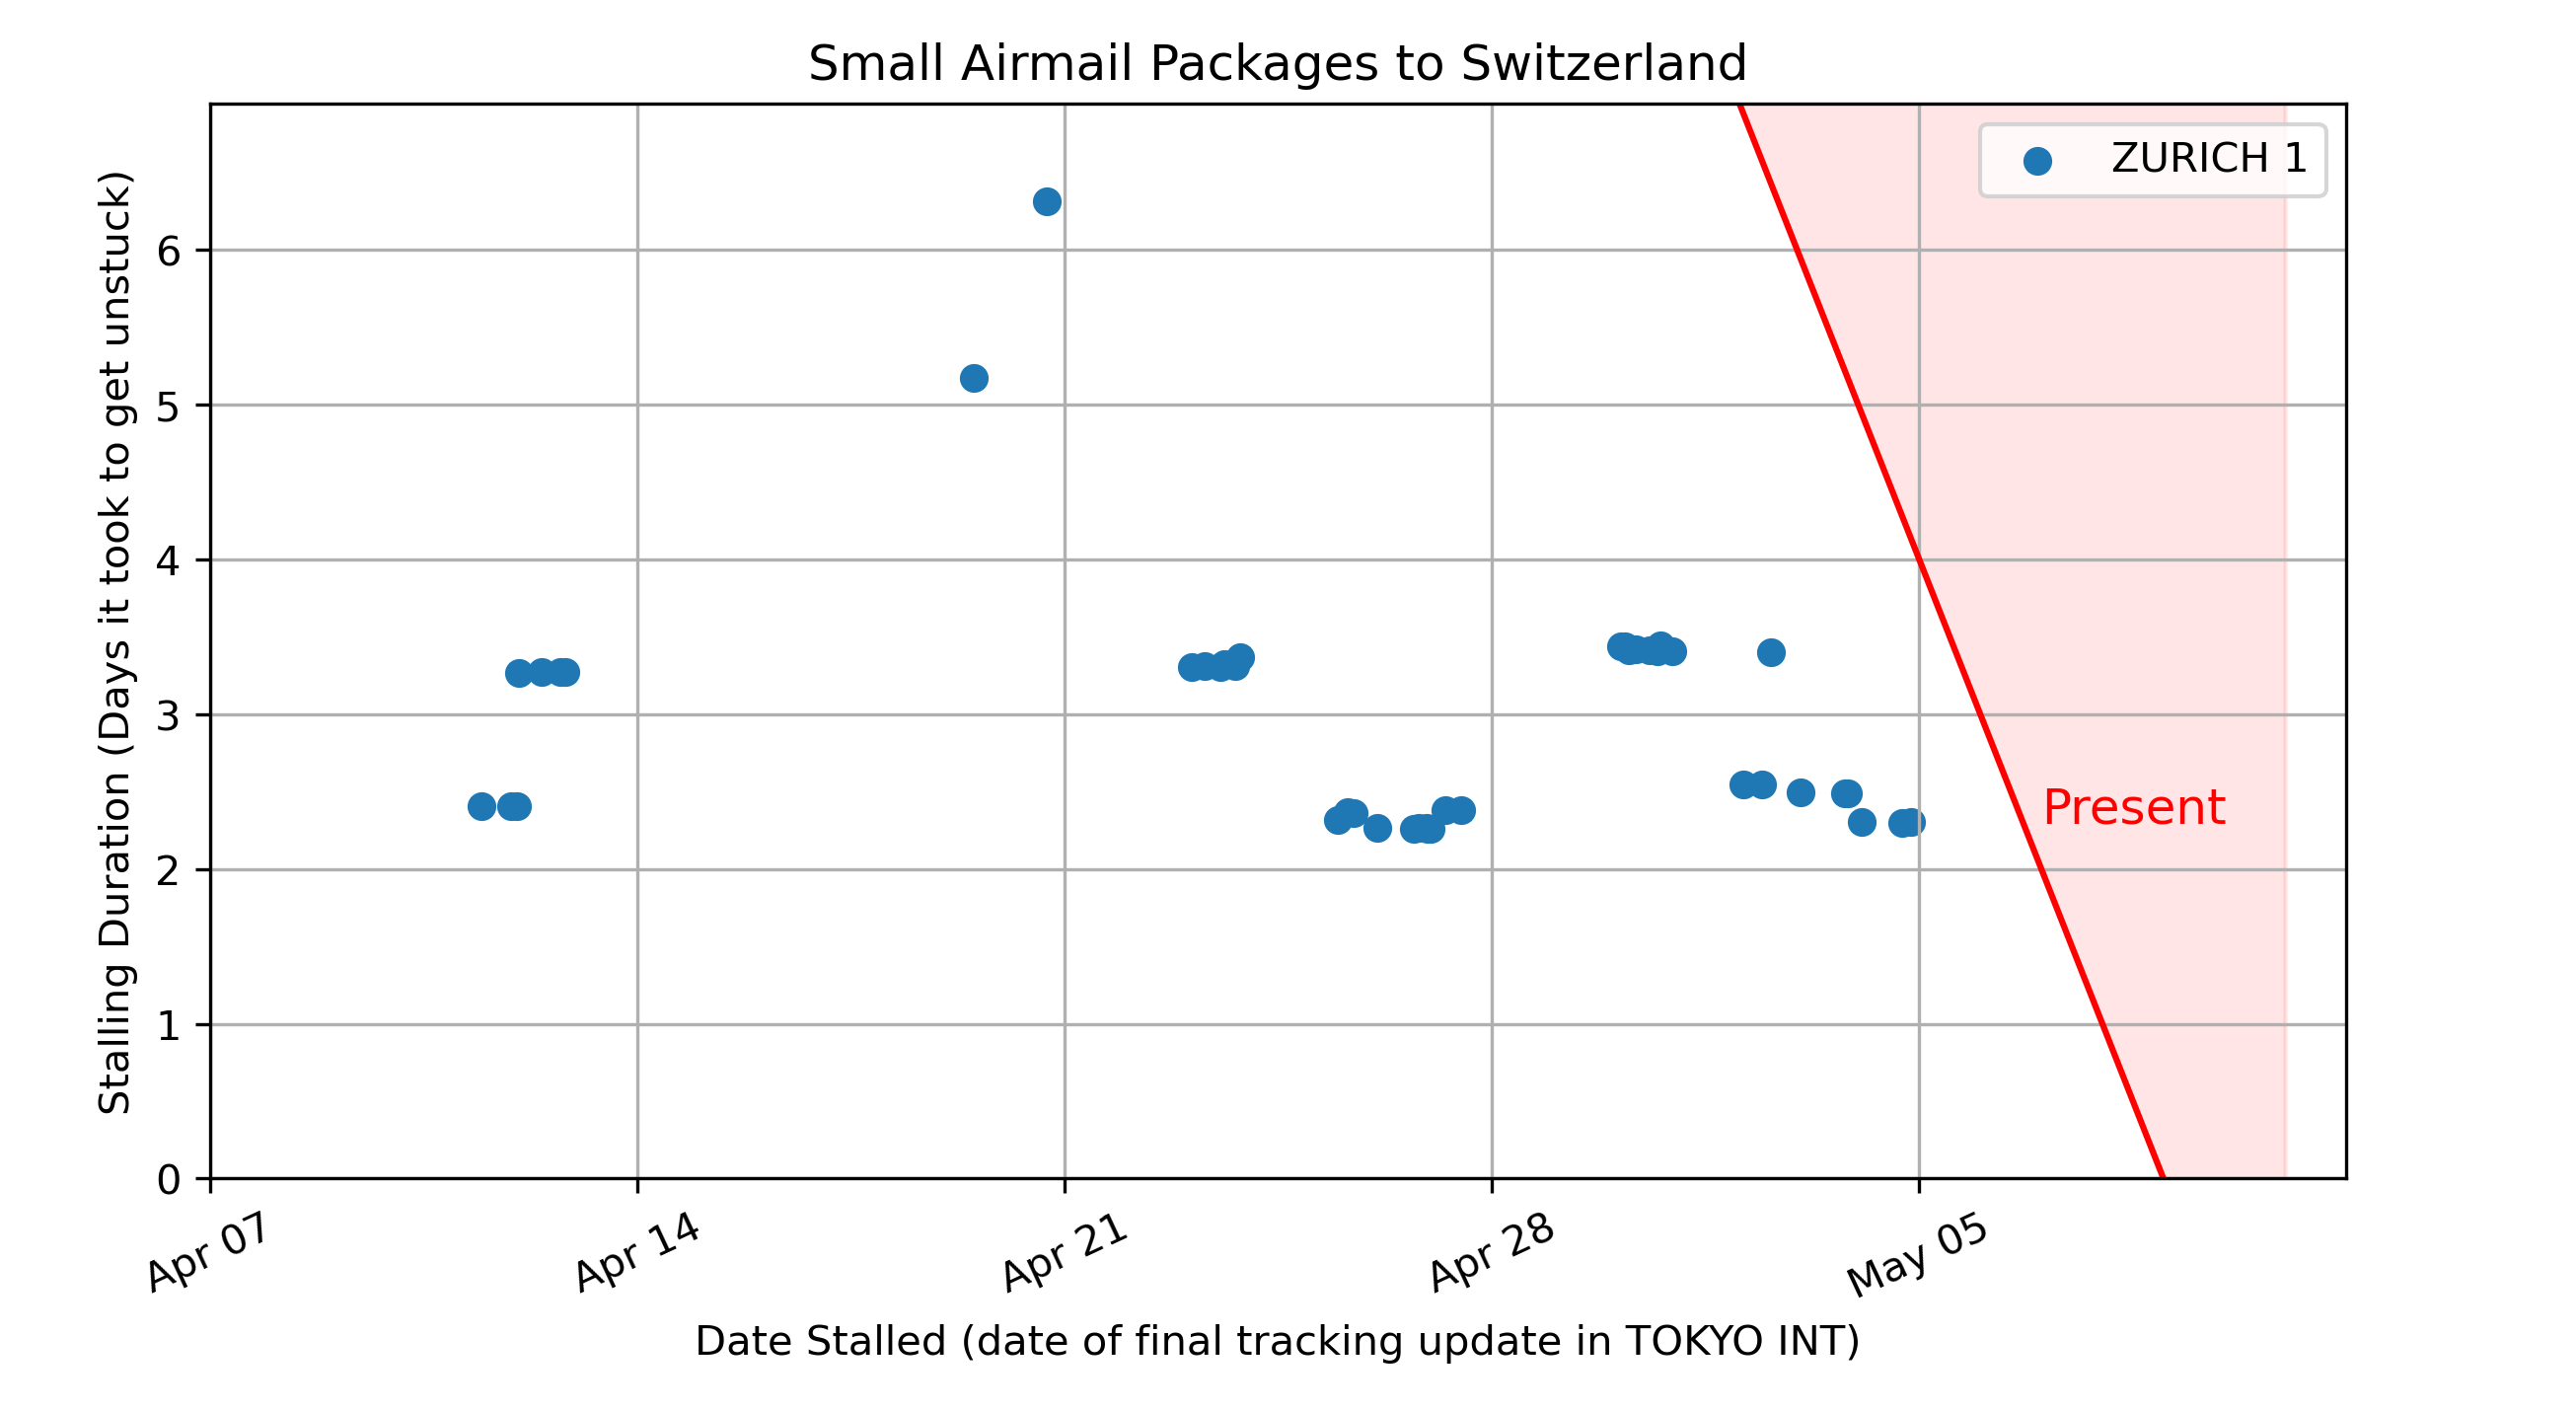 Small Airmail Packages to Switzerland
ZURICH 1
Stalling Duration (Days it took to get unstuck)
6
5
4
3
2
1
0
Present
Apr 07
Apr 14
Apr 21
Apr 28
May 05
Date Stalled (date of final tracking update in TOKYO INT)